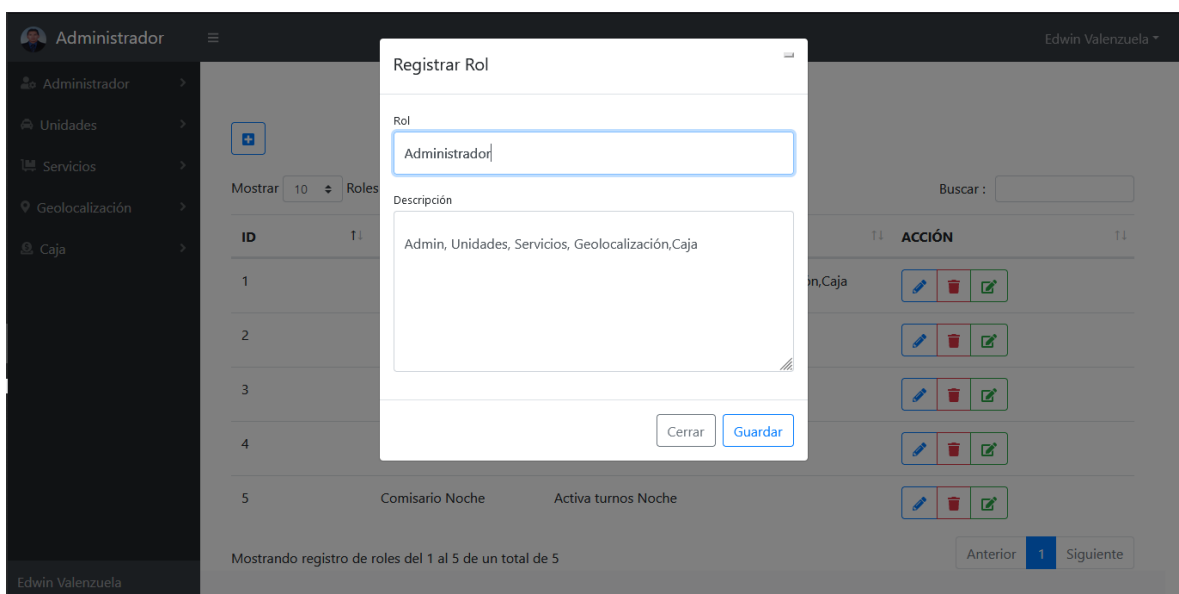 Administrador
Edwin Valenzuela
Administrador
Unidades
Servicios
Geolocalización
Caja
Edwin Valenzuela
Registrar Rol
Rol
Administrador
Descripción
Admin, Unidades, Servicios, Geolocalización,Caja
Cerrar Guardar
Mostrar 10 Roles
Buscar :
ID ACCIÓN
1 ón,Caja
2
3
4
5 Comisario Noche Activa turnos Noche
Mostrando registro de roles del 1 al 5 de un total de 5
Anterior 1 Siguiente